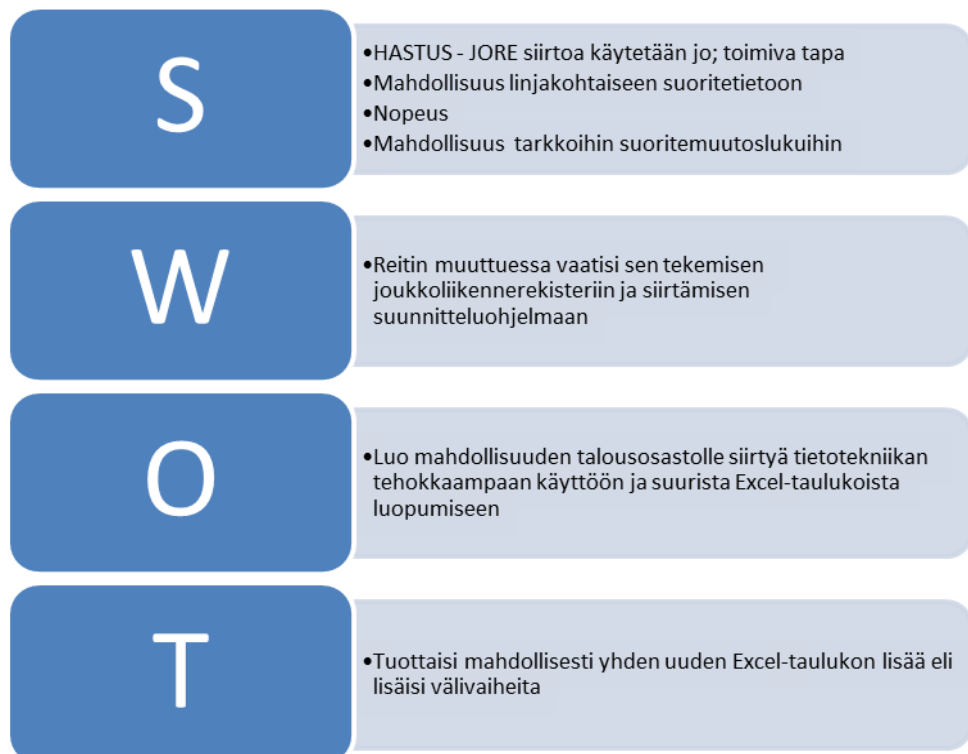 S
•HASTUS - JORE siirtoa käytetään jo; toimiva tapa
•Mahdollisuus linjakohtaiseen suoritetietoon
•Nopeus
•Mahdollisuus tarkkoihin suoritemuutoslukuihin
W
•Reitin muuttuessa vaatisi sen tekemisen
joukkoliikennerekisteriin ja siirtämisen
suunnitteluohjelmaan
O
•Luo mahdollisuuden talousosastolle siirtyä tietotekniikan
tehokkaampaan käyttöön ja suurista Excel-taulukoista
luopumiseen
T
•Tuottaisi mahdollisesti yhden uuden Excel-taulukon lisää eli
lisäisi välivaiheita